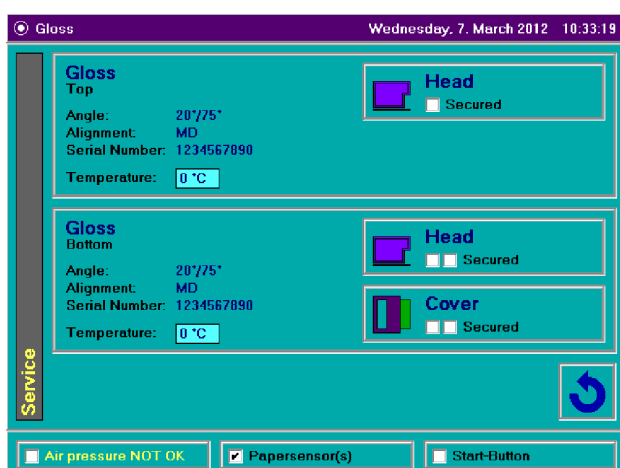 Gloss
Wednesday, 7. March 2012 10:33:19
Gloss
Top
Angle: 20°/75°
Alignment: MD
Serial Number: 1234567890
Temperature: 0 °C
Head
Secured
Gloss
Bottom
Angle: 20°/75°
Alignment: MD
Serial Number: 1234567890
Temperature: 0 °C
Head
Secured
Cover
Secured
Service
Air pressure NOT OK
Papersensor(s)
Start-Button